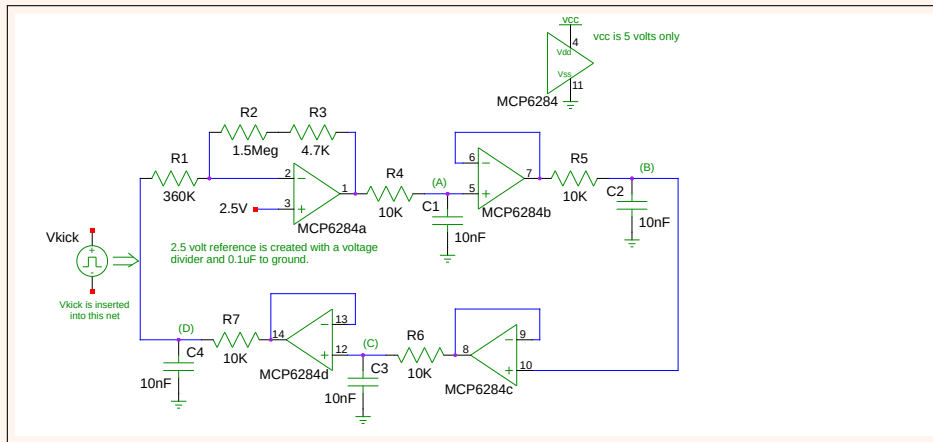 vcc
vcc is 5 volts only
4
Vdd
Vss
11
MCP6284
R2
R3
1.5Meg
4.7K
R1
360K
2
−
1
3
+
2.5V
MCP6284a
R4
10K
(A)
C1
10nF
6
−
7
5
+
MCP6284b
R5
10K
(B)
C2
10nF
2.5 volt reference is created with a voltage
divider and 0.1uF to ground.
Vkick
+
-
Vkick is inserted
into this net
(D)
R7
10K
C4
10nF
14
13
−
12
+
MCP6284d
(C)
C3
10nF
R6
10K
8
9
−
10
+
MCP6284c